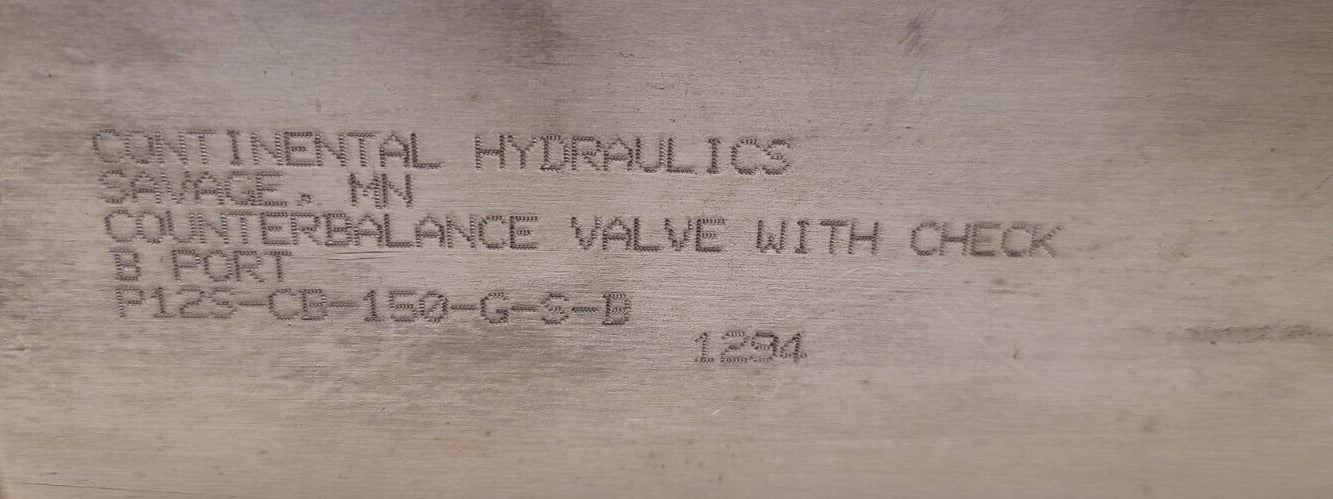 CONTINENTAL HYDRAULICS
SAVAGE, MN
COUNTERBALANCE VALVE WITH CHECK
B PORT
P12S-CB-150-G-S-B
1294